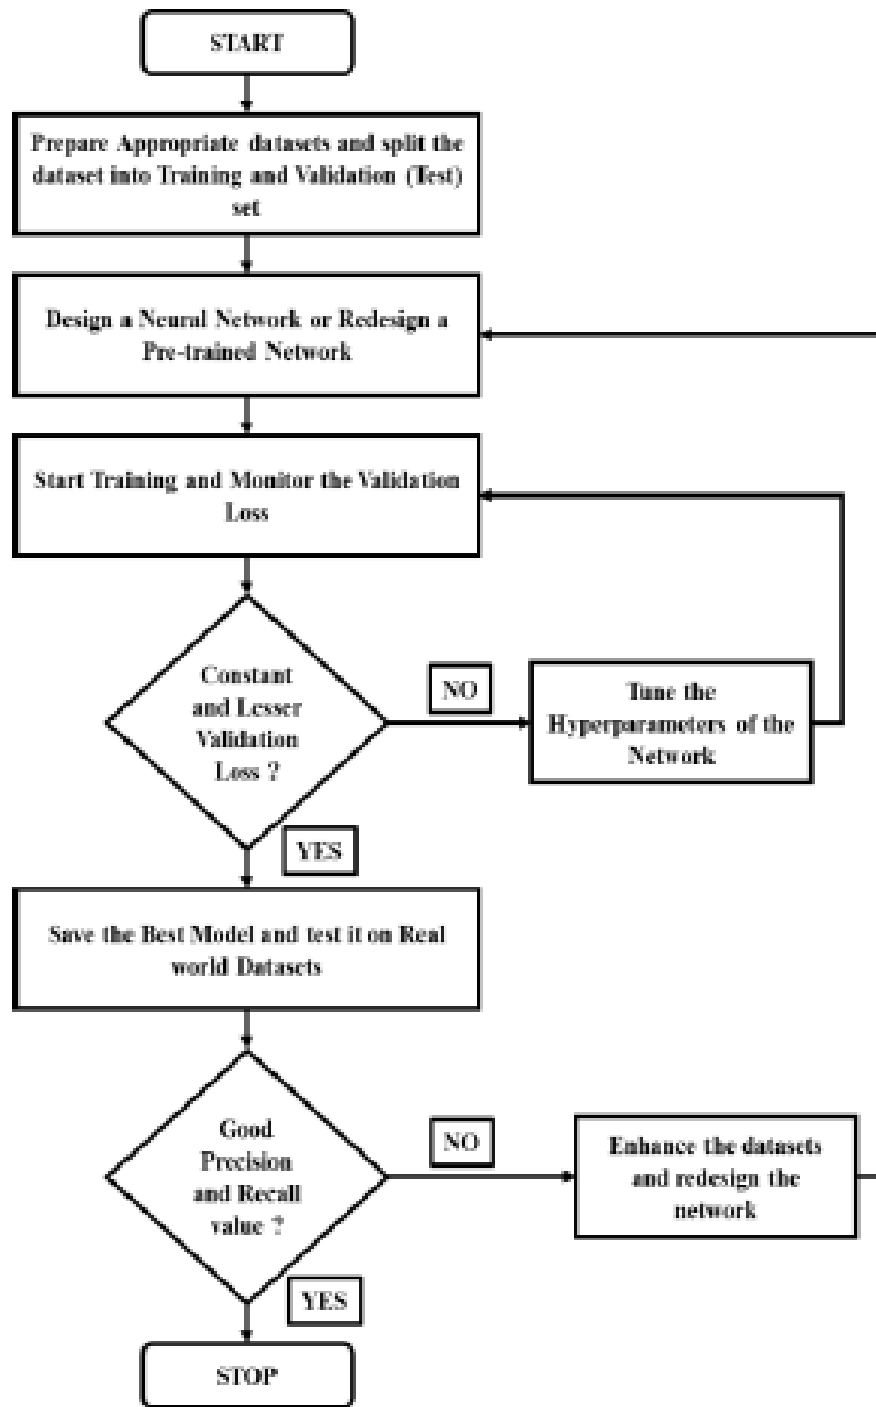 START
Prepare Appropriate datasets and split the
dataset into Training and Validation (Test)
set
Design a Neural Network or Redesign a
Pre-trained Network
Start Training and Monitor the Validation
Loss
Constant
and Lesser
Validation
Loss ?
NO
Tune the
Hyperparameters of the
Network
YES
Save the Best Model and test it on Real
world Datasets
Good
Precision
and Recall
value ?
NO
Enhance the datasets
and redesign the
network
YES
STOP